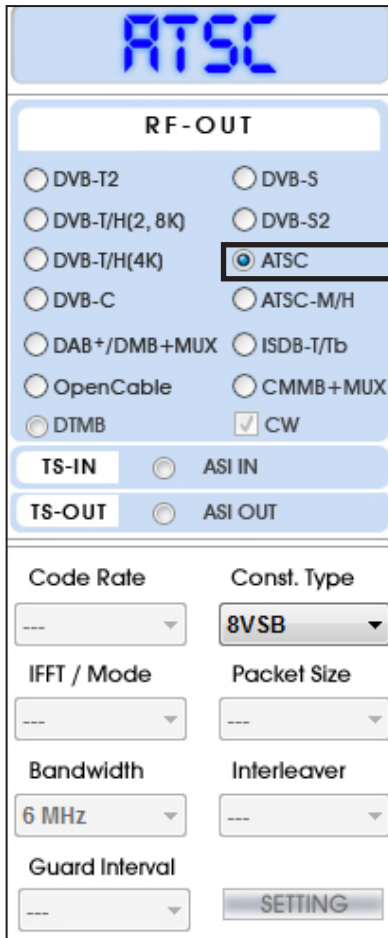 ATSC
RF-OUT
DVB-T2 DVB-S
DVB-T/H(2, 8K) DVB-S2
DVB-T/H(4K) ATSC
DVB-C ATSC-M/H
DAB+/DMB+MUX ISDB-T/Tb
OpenCable CMMB+MUX
DTMB CW
TS-IN ASI IN
TS-OUT ASI OUT
Code Rate Const. Type
--- 8VSB
IFFT / Mode Packet Size
--- ---
Bandwidth Interleaver
6 MHz ---
Guard Interval
--- SETTING